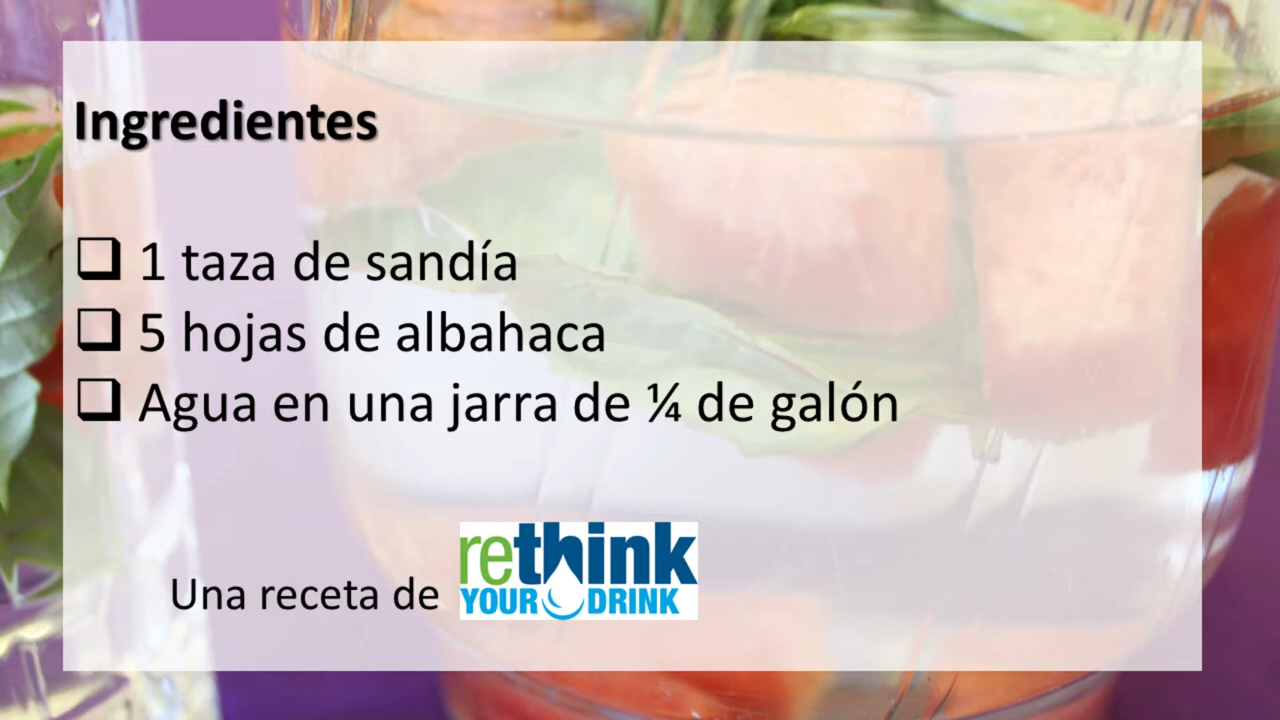 Ingredientes
❑ 1 taza de sandía
❑ 5 hojas de albahaca
❑ Agua en una jarra de ¼ de galón
Una receta de
rethink
YOUR DRINK